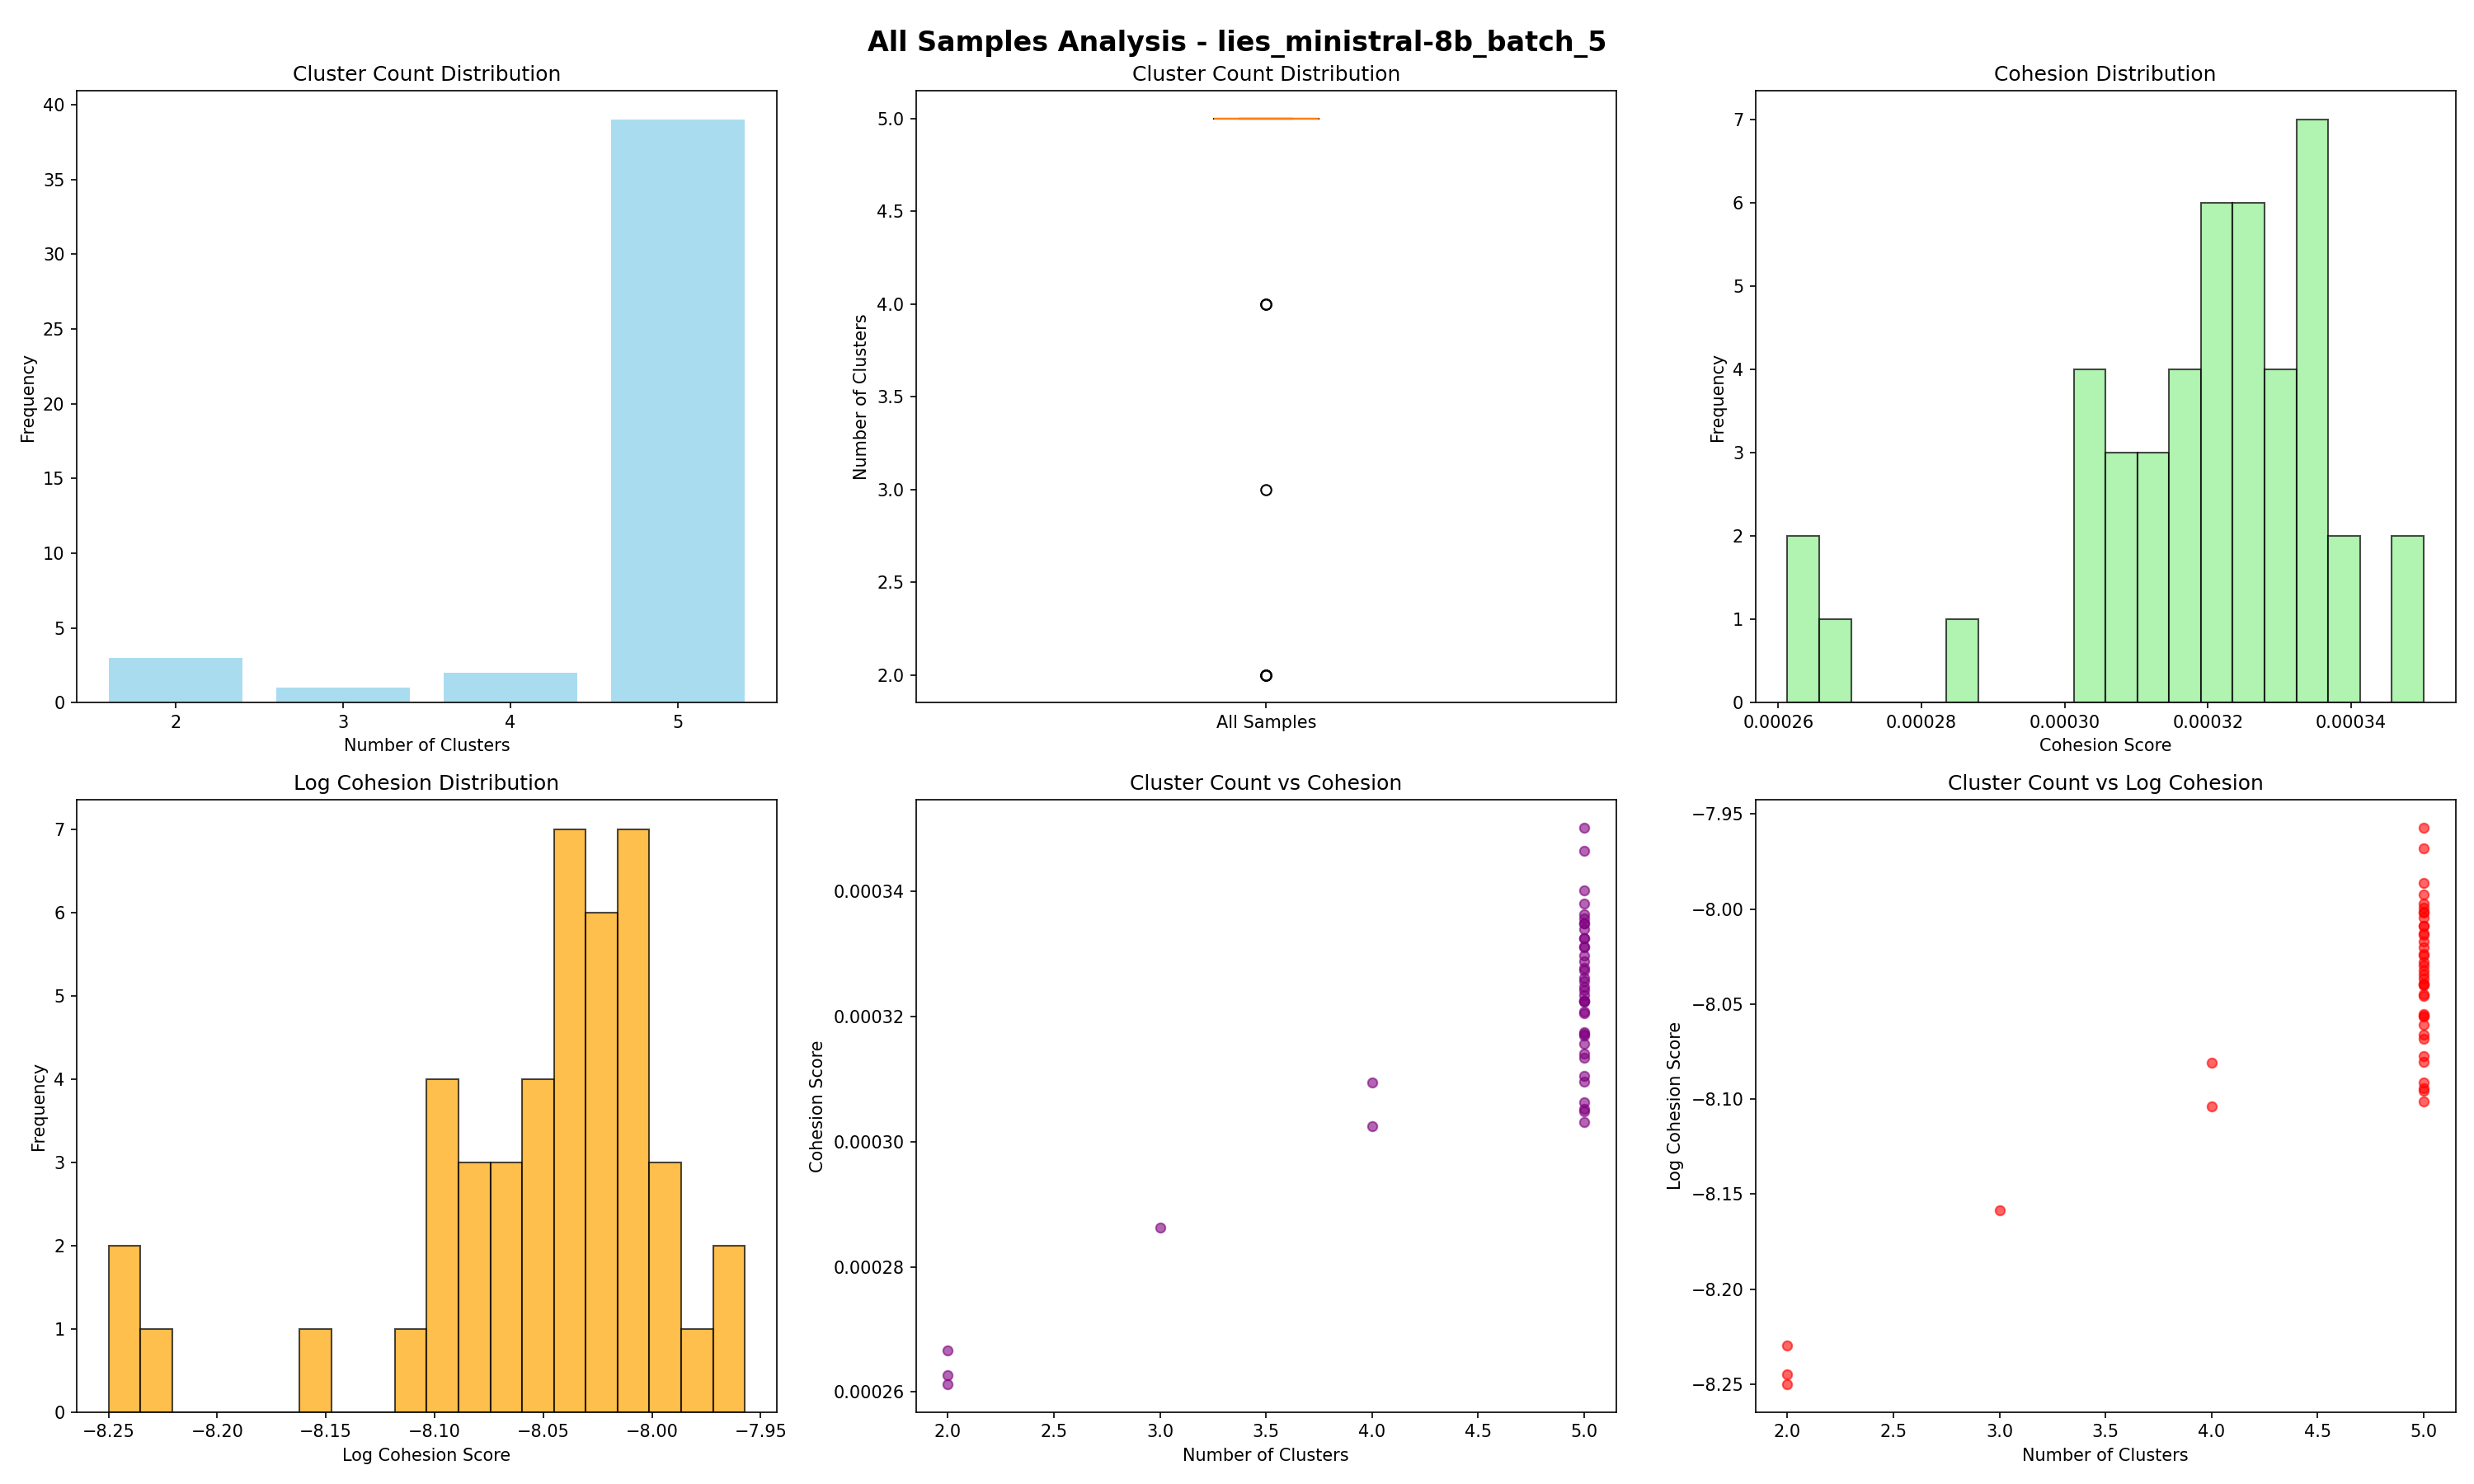 All Samples Analysis - lies_ministral-8b_batch_5
Cluster Count Distribution
40
35
30
25
20
15
10
5
0
Frequency
2 3 4 5
Number of Clusters
Cluster Count Distribution
5.0
4.5
4.0
3.5
3.0
2.5
2.0
Number of Clusters
All Samples
Cohesion Distribution
7
6
5
4
3
2
1
0
Frequency
0.00026 0.00028 0.00030 0.00032 0.00034
Cohesion Score
Log Cohesion Distribution
7
6
5
4
3
2
1
0
Frequency
−8.25 −8.20 −8.15 −8.10 −8.05 −8.00 −7.95
Log Cohesion Score
Cluster Count vs Cohesion
0.00034
0.00032
0.00030
0.00028
0.00026
Cohesion Score
2.0 2.5 3.0 3.5 4.0 4.5 5.0
Number of Clusters
Cluster Count vs Log Cohesion
−7.95
−8.00
−8.05
−8.10
−8.15
−8.20
−8.25
Log Cohesion Score
2.0 2.5 3.0 3.5 4.0 4.5 5.0
Number of Clusters